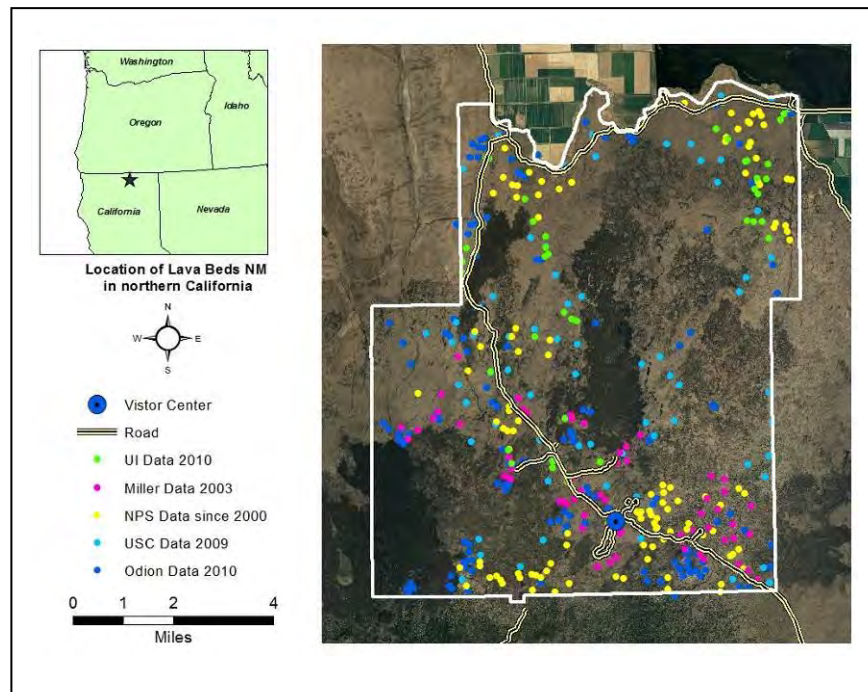 Washington
Oregon
Idaho
California
Nevada
Location of Lava Beds NM
in northern California
N
W
E
S
Vistor Center
Road
UI Data 2010
Miller Data 2003
NPS Data since 2000
USC Data 2009
Odion Data 2010
0 1 2 4
Miles